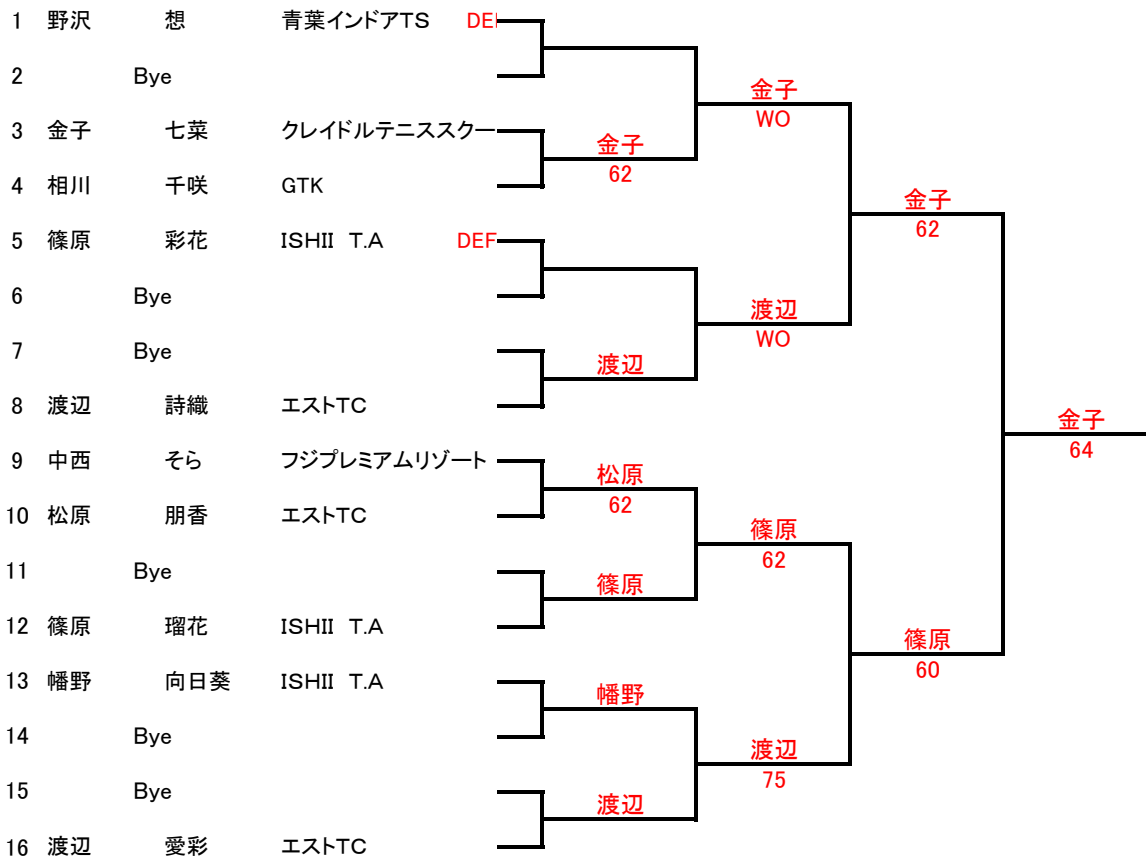 1 野沢 想 青葉インドアTS DEF
2 Bye
3 金子 七菜 クレイドルテニススクー
4 相川 千咲 GTK
5 篠原 彩花 ISHII T.A DEF
6 Bye
7 Bye
8 渡辺 詩織 エストTC
9 中西 そら フジプレミアムリゾート
10 松原 朋香 エストTC
11 Bye
12 篠原 瑠花 ISHII T.A
13 幡野 向日葵 ISHII T.A
14 Bye
15 Bye
16 渡辺 愛彩 エストTC
金子
62
渡辺
松原
62
篠原
幡野
渡辺
金子
WO
渡辺
WO
篠原
62
渡辺
75
金子
62
篠原
60
金子
64